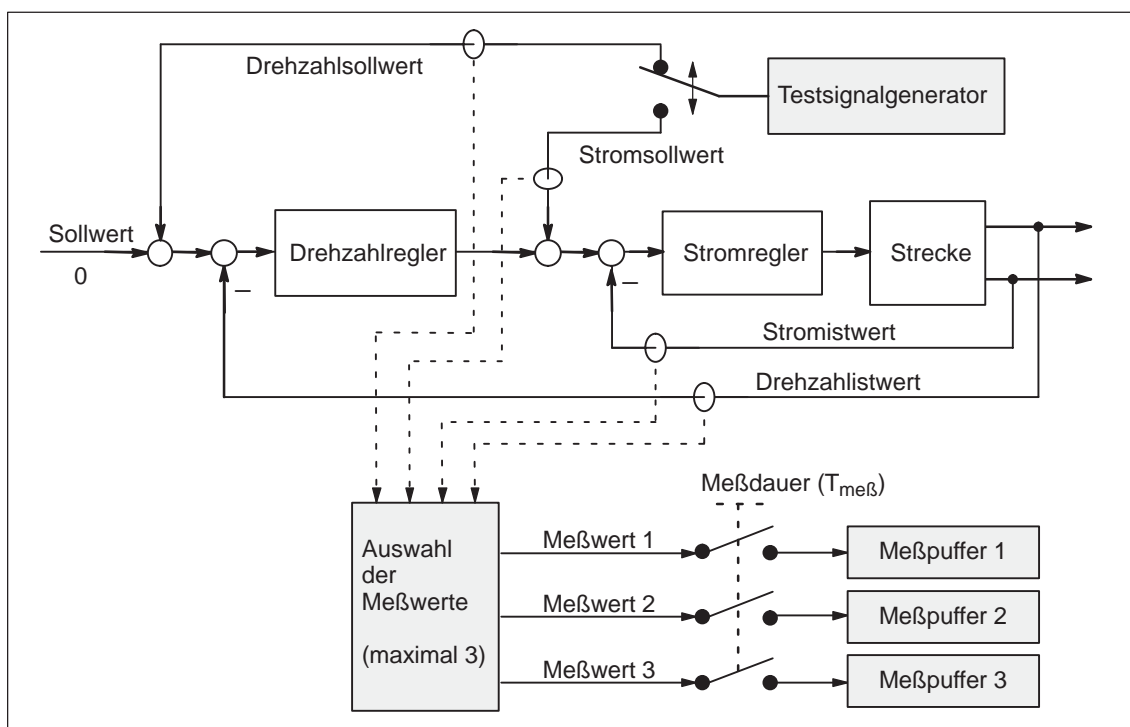 Drehzahlsollwert
Testsignalgenerator
Stromsollwert
Sollwert
0
Drehzahlregler
Stromregler
Strecke
–
–
Stromistwert
Drehzahlistwert
Meßdauer (Tmeß)
Auswahl
der
Meßwerte
(maximal 3)
Meßwert 1
Meßpuffer 1
Meßwert 2
Meßpuffer 2
Meßwert 3
Meßpuffer 3